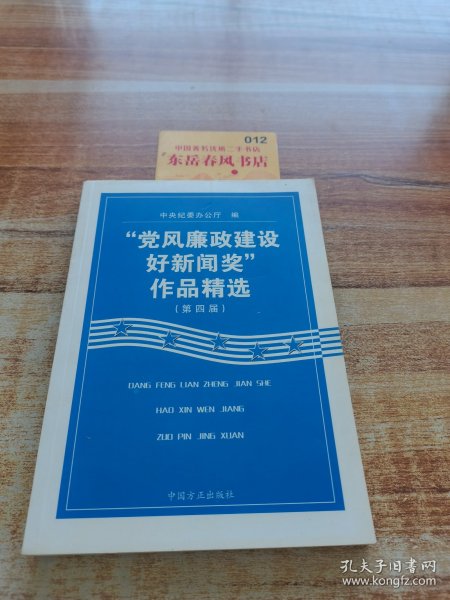 012
中国著名淘旧二手书店
东岳春风书店
中央纪委办公厅 编
“党风廉政建设
好新闻奖”
作品精选
(第四届)
DANG FENG LIAN ZHENG JIAN SHE
HAO XIN WEN JIANG
ZUO PIN JING XUAN
中国方正出版社
孔夫子旧书网
www.kongfz.com